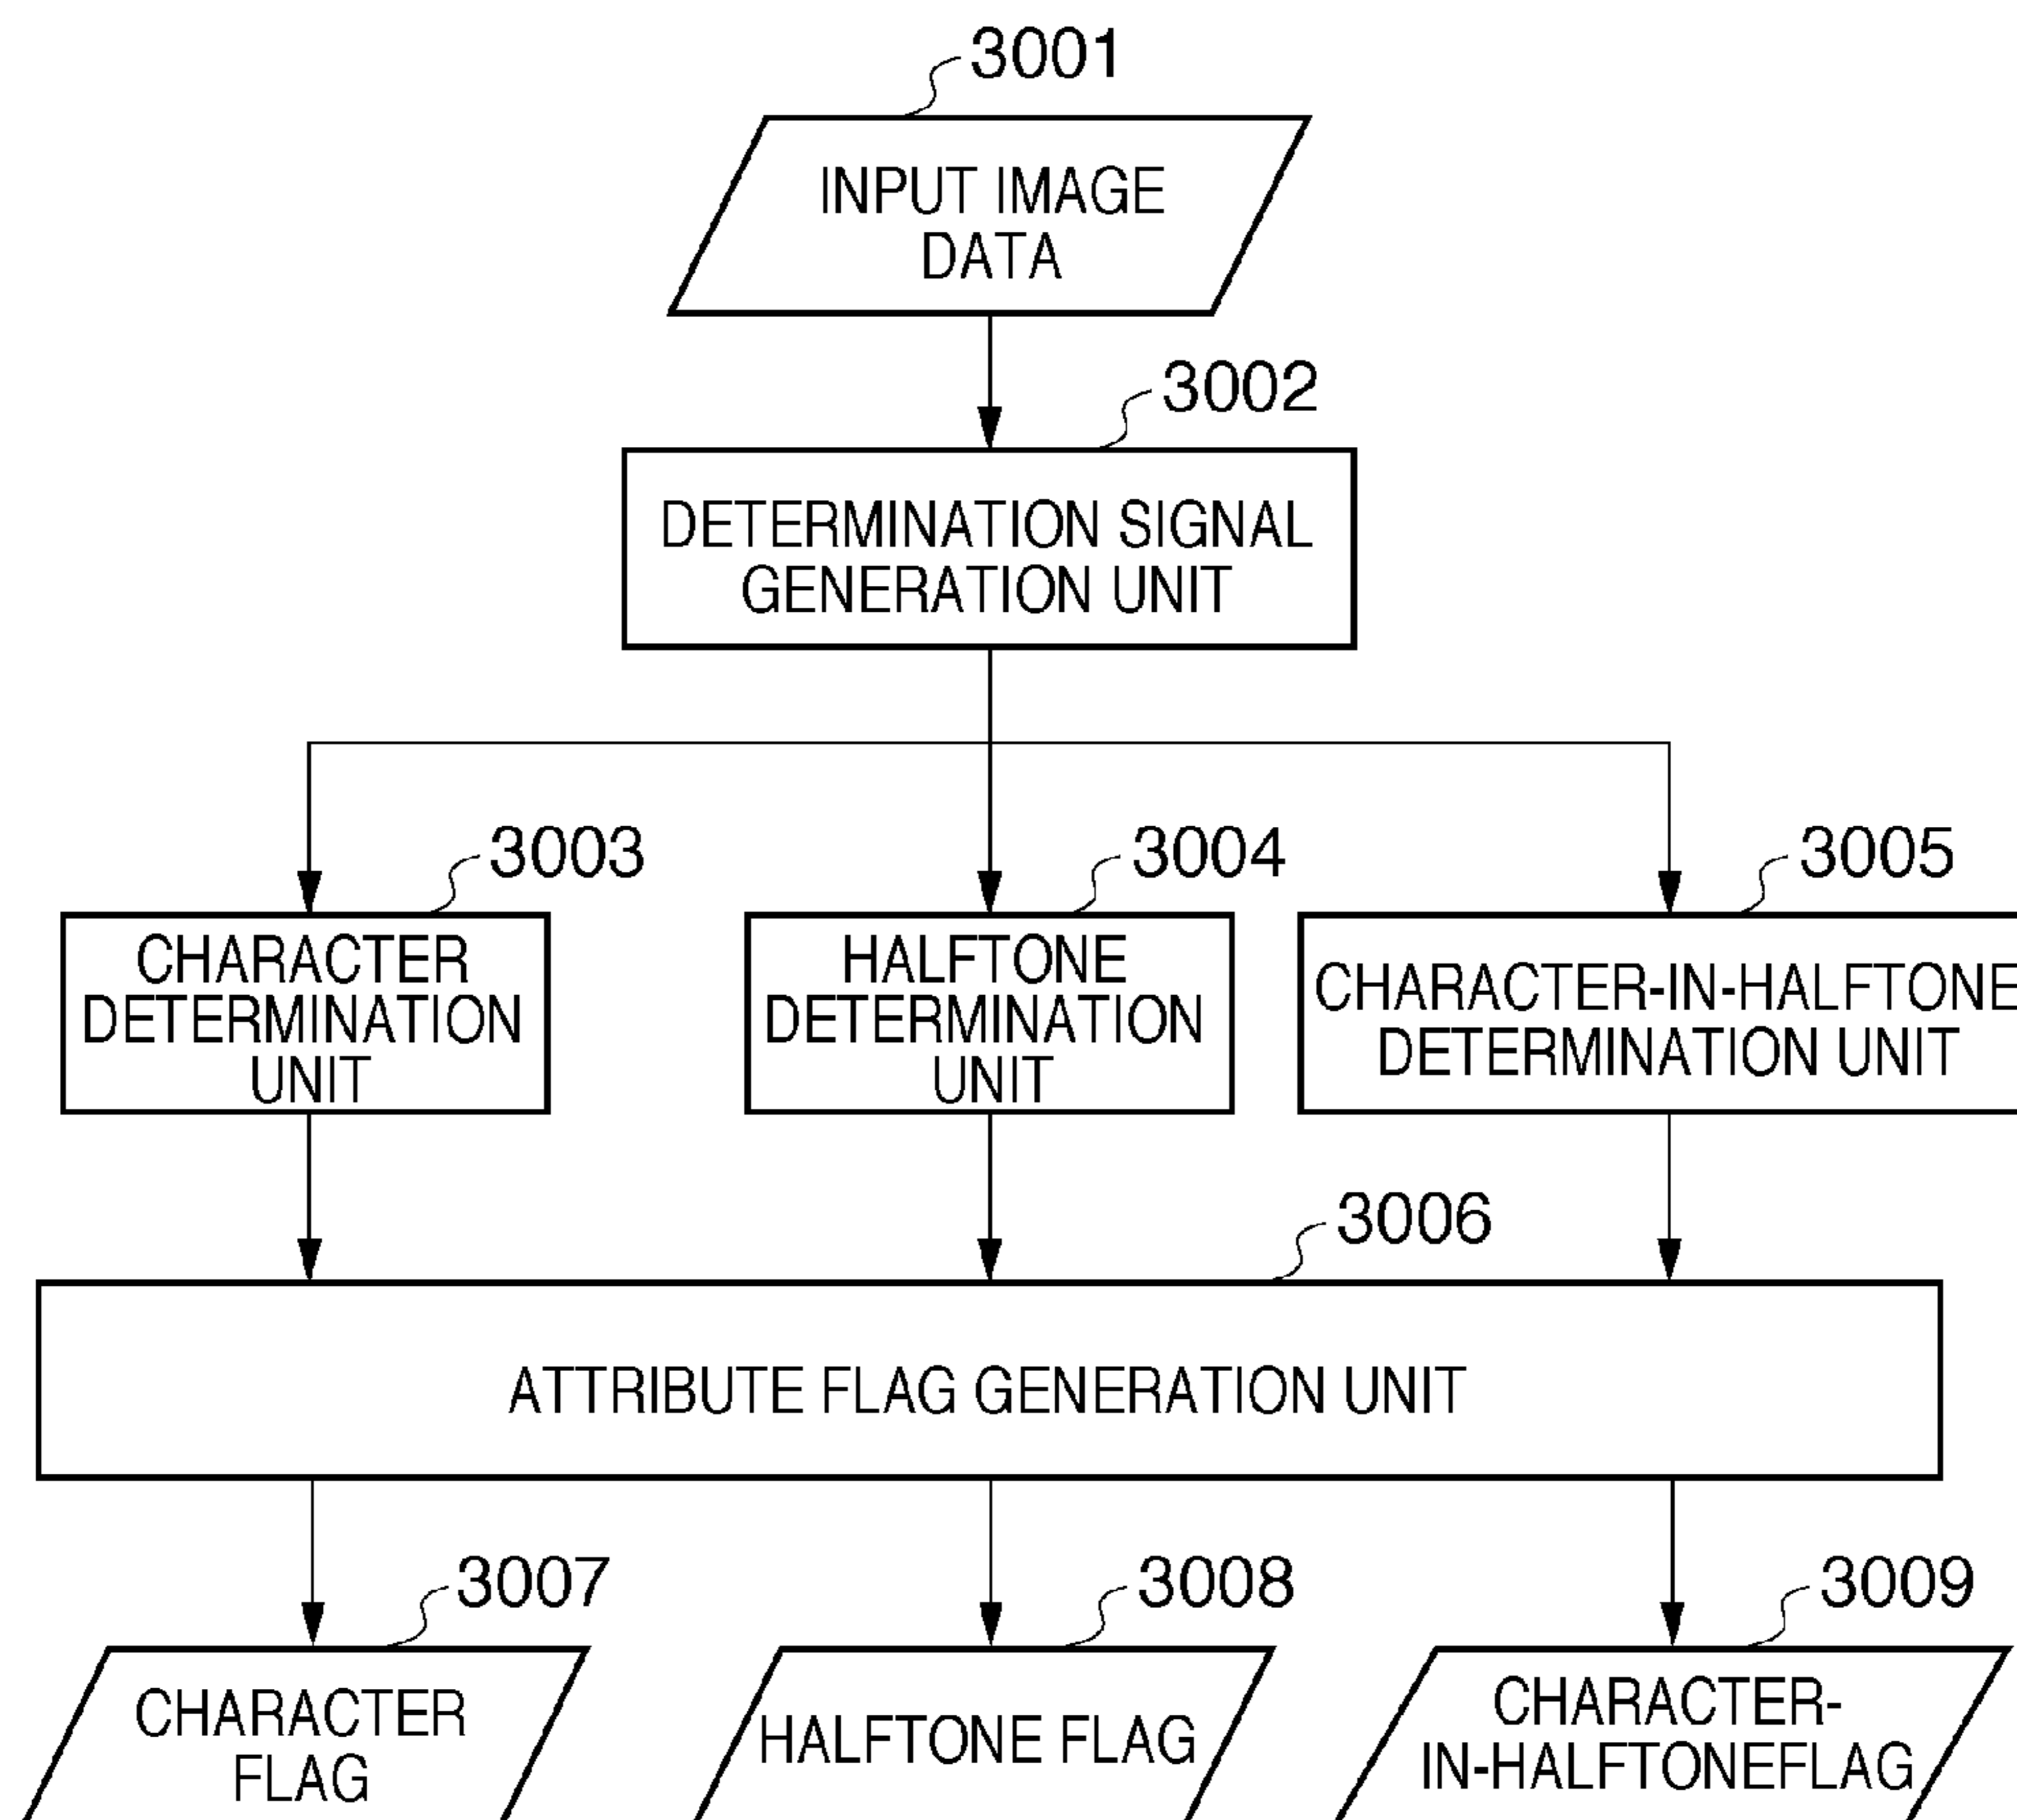 3001
INPUT IMAGE
DATA
3002
DETERMINATION SIGNAL
GENERATION UNIT
3003
3004
3005
CHARACTER
DETERMINATION
UNIT
HALFTONE
DETERMINATION
UNIT
CHARACTER-IN-HALFTONE
DETERMINATION UNIT
3006
ATTRIBUTE FLAG GENERATION UNIT
3007
3008
3009
CHARACTER
FLAG
HALFTONE FLAG
CHARACTER-
IN-HALFTONEFLAG